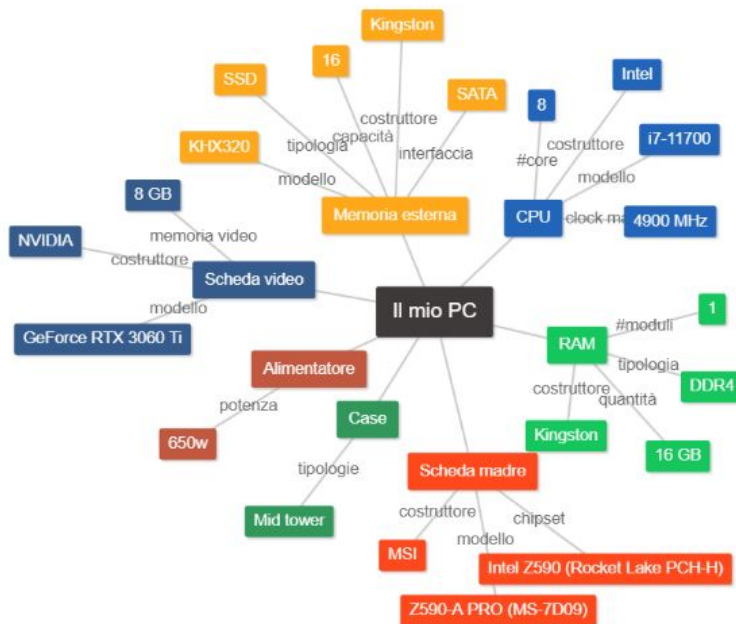 Kingston
16
SSD
SATA
costruttore
capacità
tipologia
interfaccia
KHX320
modello
Memoria esterna
Intel
8
costruttore
i7-11700
#core
modello
CPU
clock ma
4900 MHz
8 GB
NVIDIA
memoria video
costruttore
Scheda video
modello
GeForce RTX 3060 Ti
Il mio PC
1
#moduli
RAM
tipologia
DDR4
costruttore
quantità
Kingston
16 GB
Alimentatore
potenza
650w
Case
tipologie
Mid tower
Scheda madre
costruttore
chipset
MSI
modello
Intel Z590 (Rocket Lake PCH-H)
Z590-A PRO (MS-7D09)